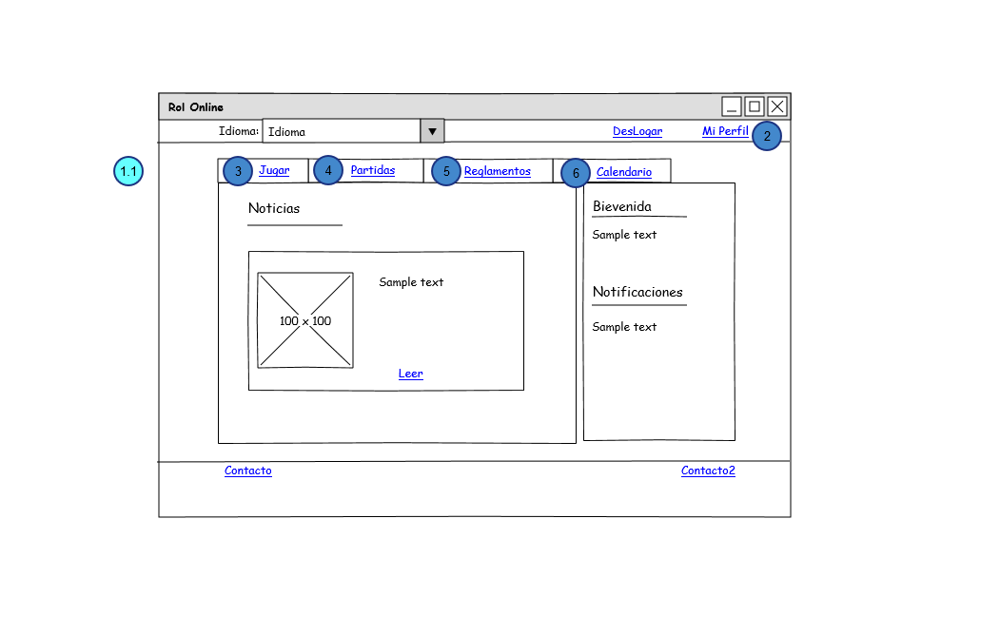 Rol Online
Idioma: Idioma DesLogar Mi Perfil 2
1.1 3 Jugar 4 Partidas 5 Reglamentos 6 Calendario
Noticias
Sample text
100 x 100
Leer
Bievenida
Sample text
Notificaciones
Sample text
Contacto Contacto2